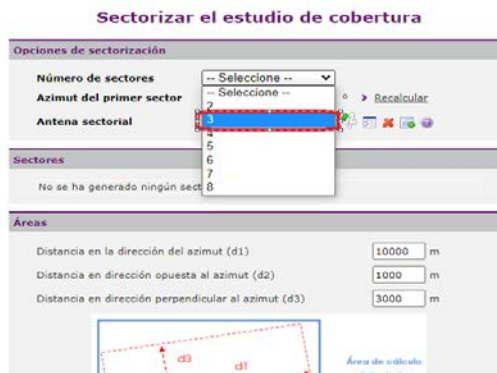 Sectorizar el estudio de cobertura
Opciones de sectorización
Número de sectores
-- Seleccione --
-- Seleccione --
Azimut del primer sector
° > Recalcular
2
Antena sectorial
3
4
5
6
7
8
Sectores
No se ha generado ningún sect
Áreas
Distancia en la dirección del azimut (d1) 10000 m
Distancia en dirección opuesta al azimut (d2) 1000 m
Distancia en dirección perpendicular al azimut (d3) 3000 m
d3
d1
Área de cálculo